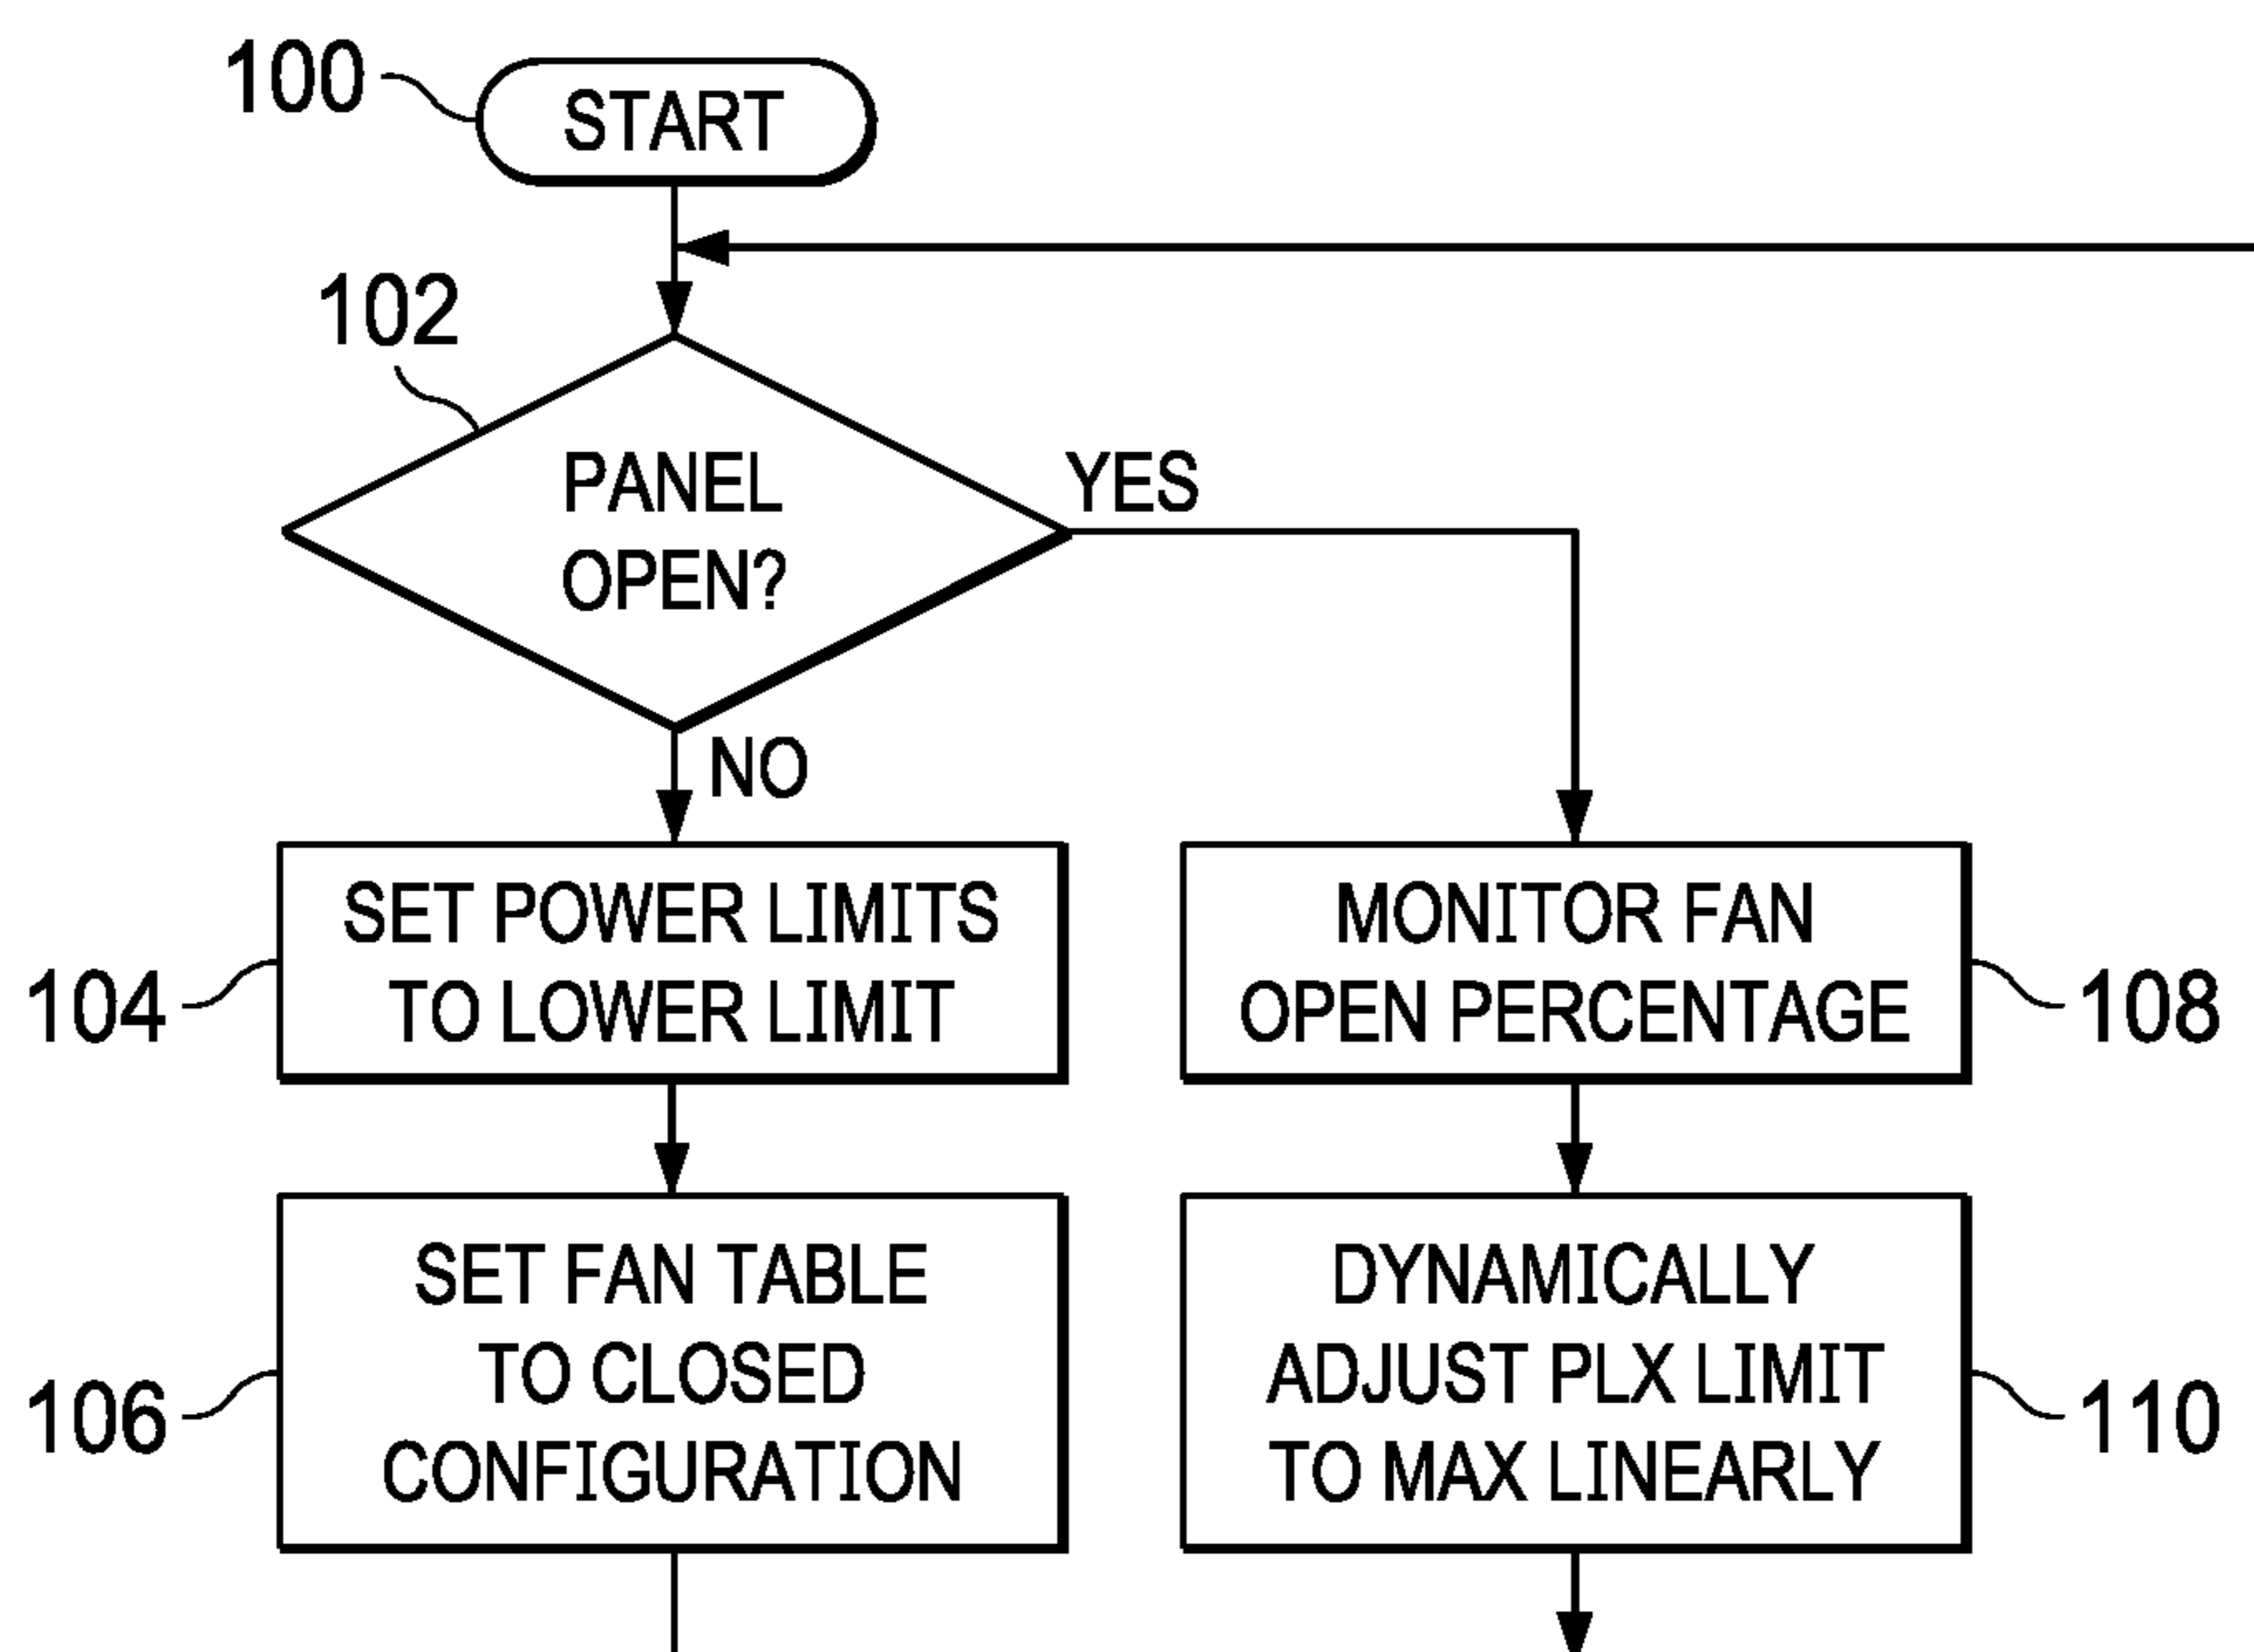 100
START
102
PANEL
OPEN?
YES
NO
104
SET POWER LIMITS
TO LOWER LIMIT
MONITOR FAN
OPEN PERCENTAGE
108
106
SET FAN TABLE
TO CLOSED
CONFIGURATION
DYNAMICALLY
ADJUST PLX LIMIT
TO MAX LINEARLY
110